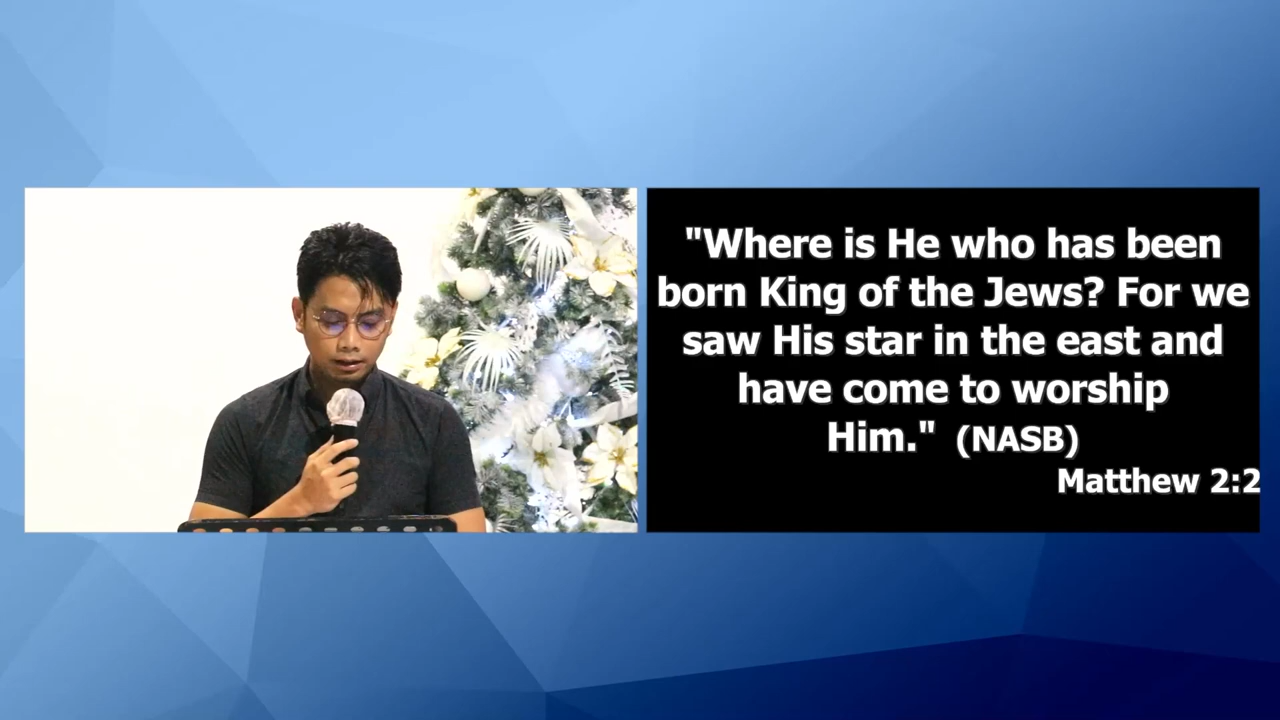 "Where is He who has been
born King of the Jews? For we
saw His star in the east and
have come to worship
Him." (NASB)
Matthew 2:2